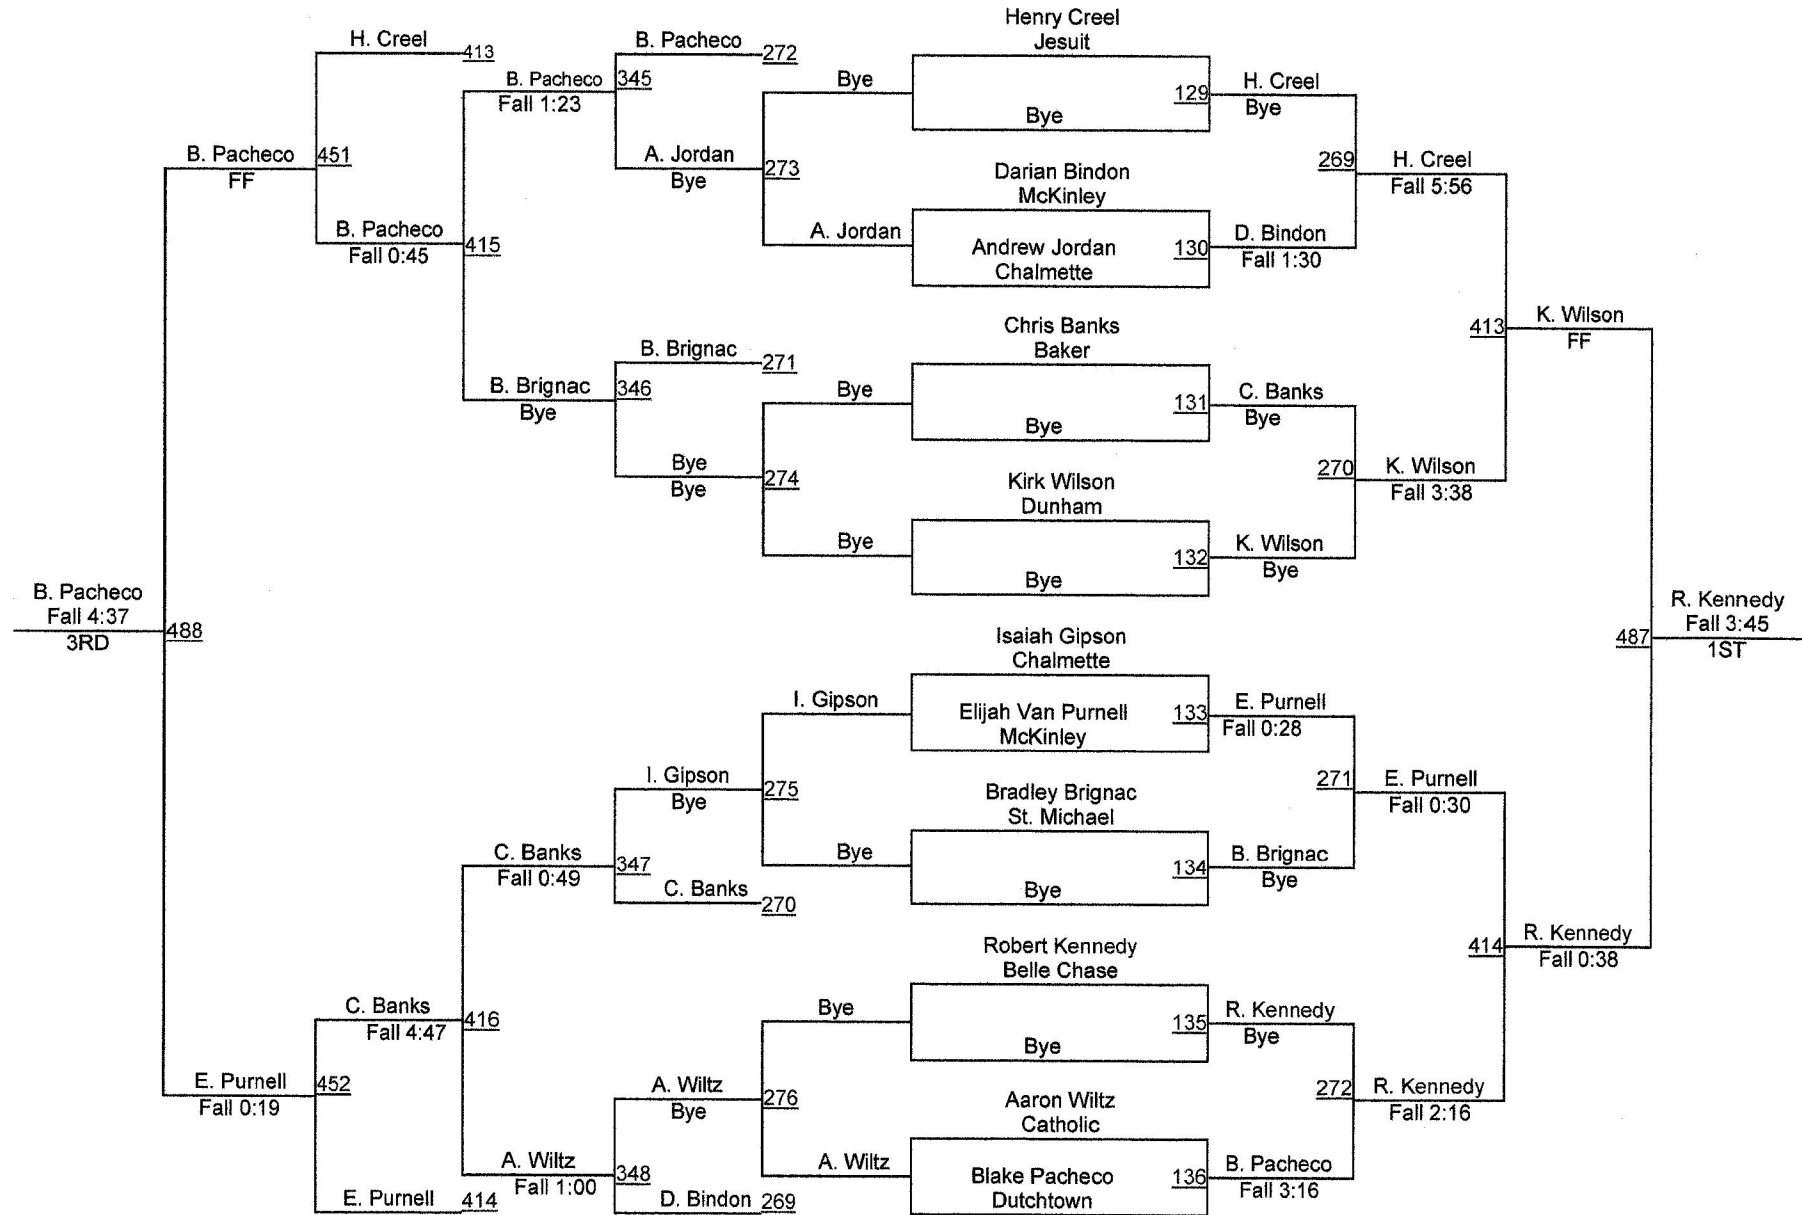 Henry Creel
Jesuit
H. Creel
413
B. Pacheco
272
B. Pacheco
345
Fall 1:23
Bye
129
H. Creel
Bye
Bye
B. Pacheco
451
FF
A. Jordan
273
Bye
Darian Bindon
McKinley
269
H. Creel
Fall 5:56
B. Pacheco
415
Fall 0:45
A. Jordan
Andrew Jordan
Chalmette
130
D. Bindon
Fall 1:30
Chris Banks
Baker
413
K. Wilson
FF
B. Brignac
271
B. Brignac
346
Bye
Bye
131
C. Banks
Bye
Bye
Bye
274
Bye
Kirk Wilson
Dunham
270
K. Wilson
Fall 3:38
Bye
132
K. Wilson
Bye
Bye
B. Pacheco
Fall 4:37
488
3RD
487
R. Kennedy
Fall 3:45
1ST
Isaiah Gipson
Chalmette
I. Gipson
Elijah Van Purnell
McKinley
133
E. Purnell
Fall 0:28
I. Gipson
275
Bye
Bradley Brignac
St. Michael
271
E. Purnell
Fall 0:30
C. Banks
347
Fall 0:49
Bye
134
B. Brignac
Bye
Bye
C. Banks
270
Robert Kennedy
Belle Chase
414
R. Kennedy
Fall 0:38
C. Banks
416
Fall 4:47
Bye
135
R. Kennedy
Bye
Bye
E. Purnell
452
Fall 0:19
A. Wiltz
276
Bye
Aaron Wiltz
Catholic
272
R. Kennedy
Fall 2:16
A. Wiltz
348
Fall 1:00
A. Wiltz
Blake Pacheco
Dutchtown
136
B. Pacheco
Fall 3:16
E. Purnell
414
D. Bindon
269